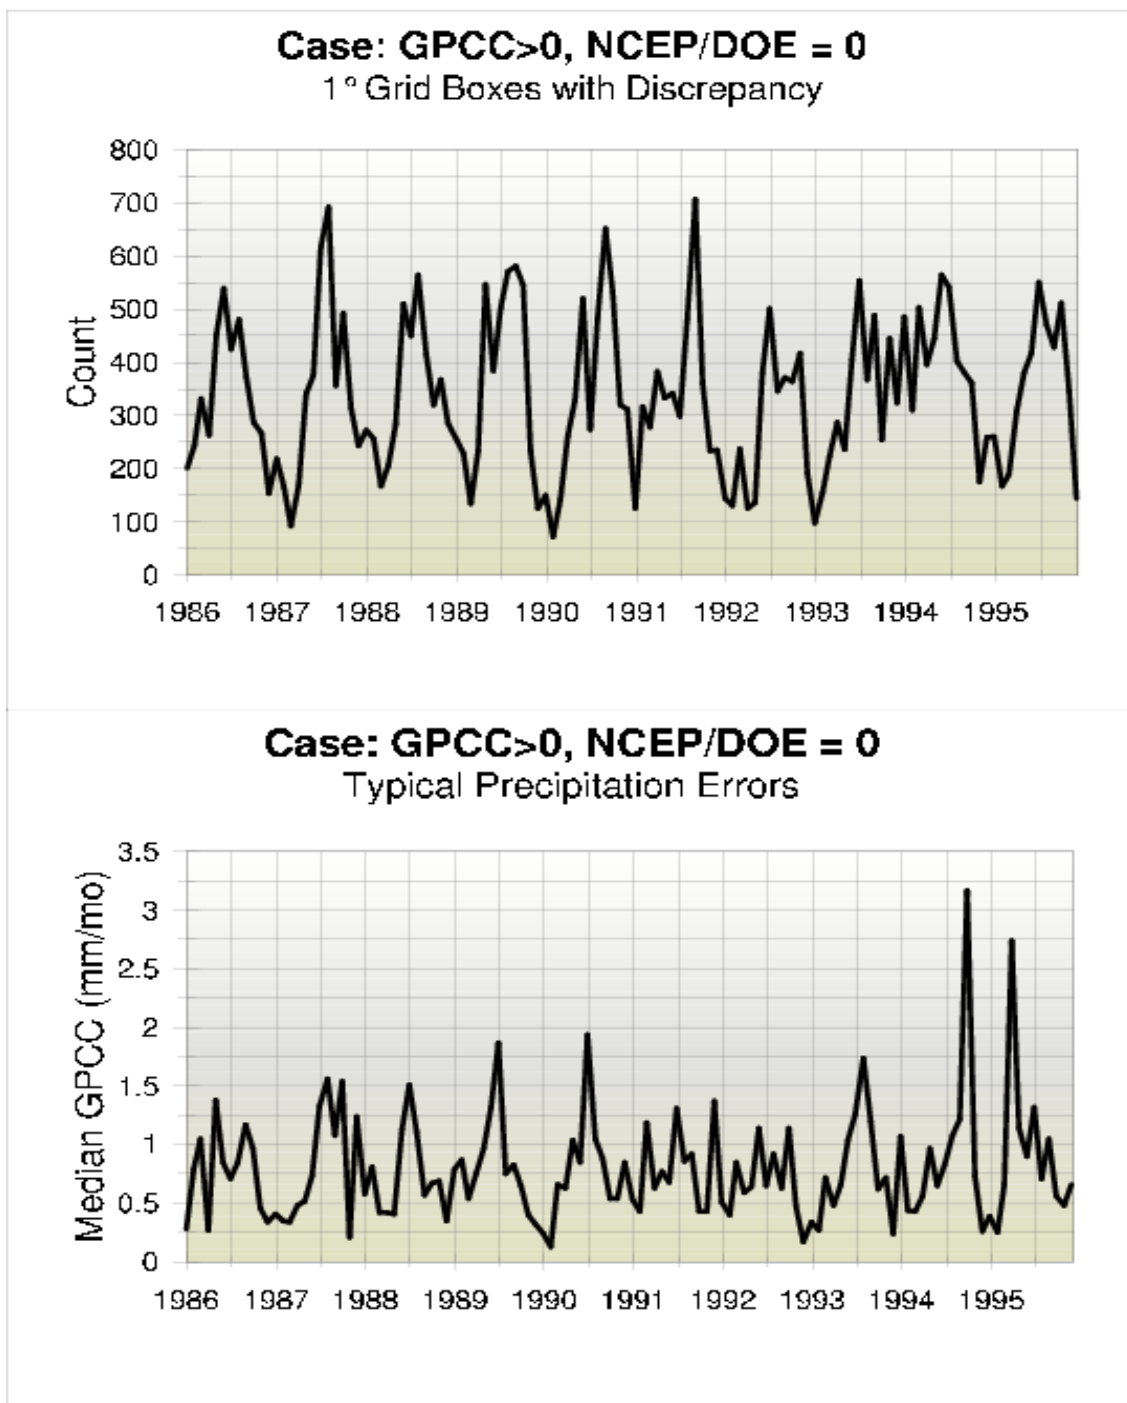 Case: GPCC>0, NCEP/DOE = 0
1° Grid Boxes with Discrepancy
800
700
600
500
400
300
200
100
0
Count
1986 1987 1988 1989 1990 1991 1992 1993 1994 1995
Case: GPCC>0, NCEP/DOE = 0
Typical Precipitation Errors
3.5
3
2.5
2
1.5
1
0.5
0
Median GPCC (mm/mo)
1986 1987 1988 1989 1990 1991 1992 1993 1994 1995